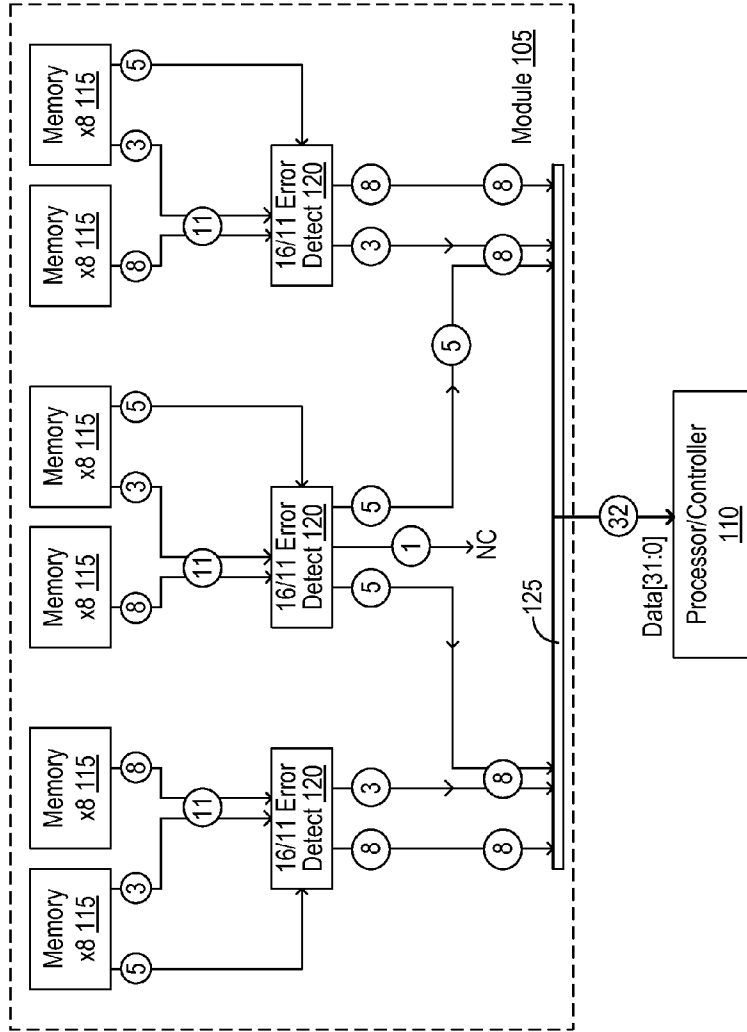 Memory
x8 115
Memory
x8 115
Memory
x8 115
Memory
x8 115
Memory
x8 115
Memory
x8 115
5
3
8
8
3
5
8
3
5
11
11
11
16/11 Error
Detect 120
16/11 Error
Detect 120
16/11 Error
Detect 120
8
3
5
1
5
3
8
5
NC
8
8
8
8
Module 105
125
Data[31:0]
32
Processor/Controller
110